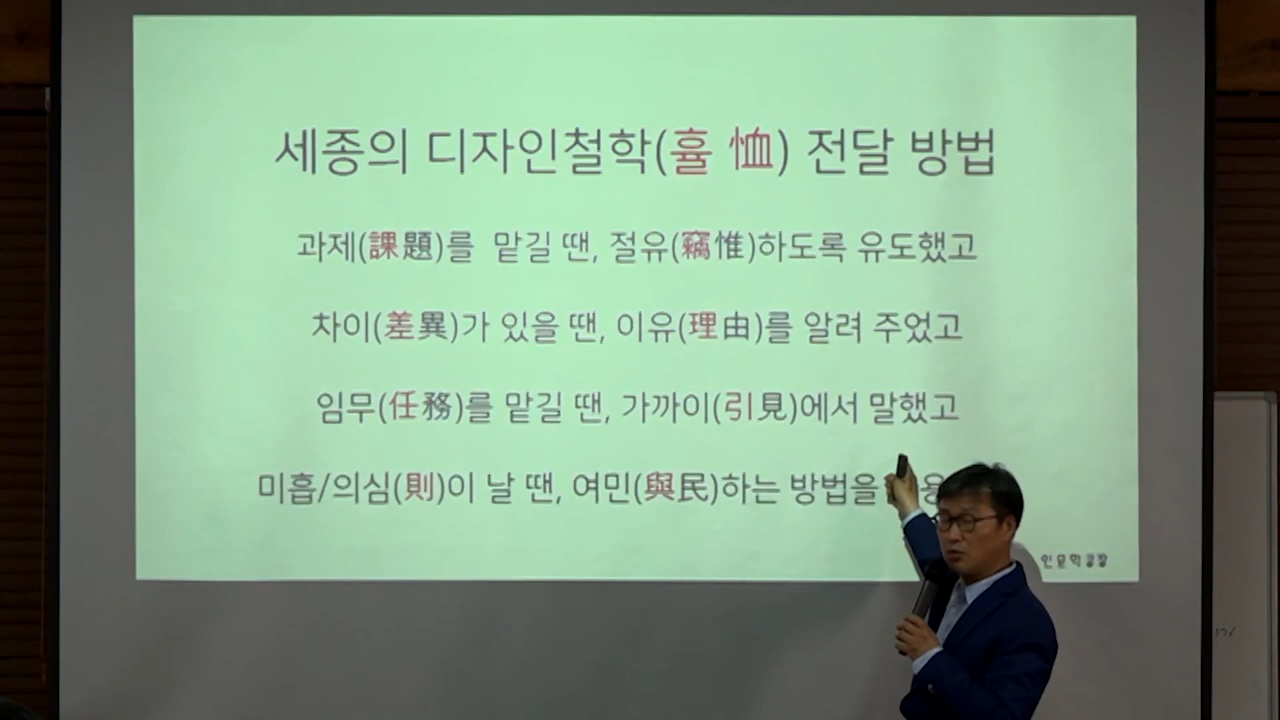 세종의 디자인철학(휼 恤) 전달 방법
과제(課題)를 맡길 땐, 절유(竊惟)하도록 유도했고
차이(差異)가 있을 땐, 이유(理由)를 알려 주었고
임무(任務)를 맡길 땐, 가까이(引見)에서 말했고
미흡/의심(則)이 날 땐, 여민(與民)하는 방법을
인문학공장